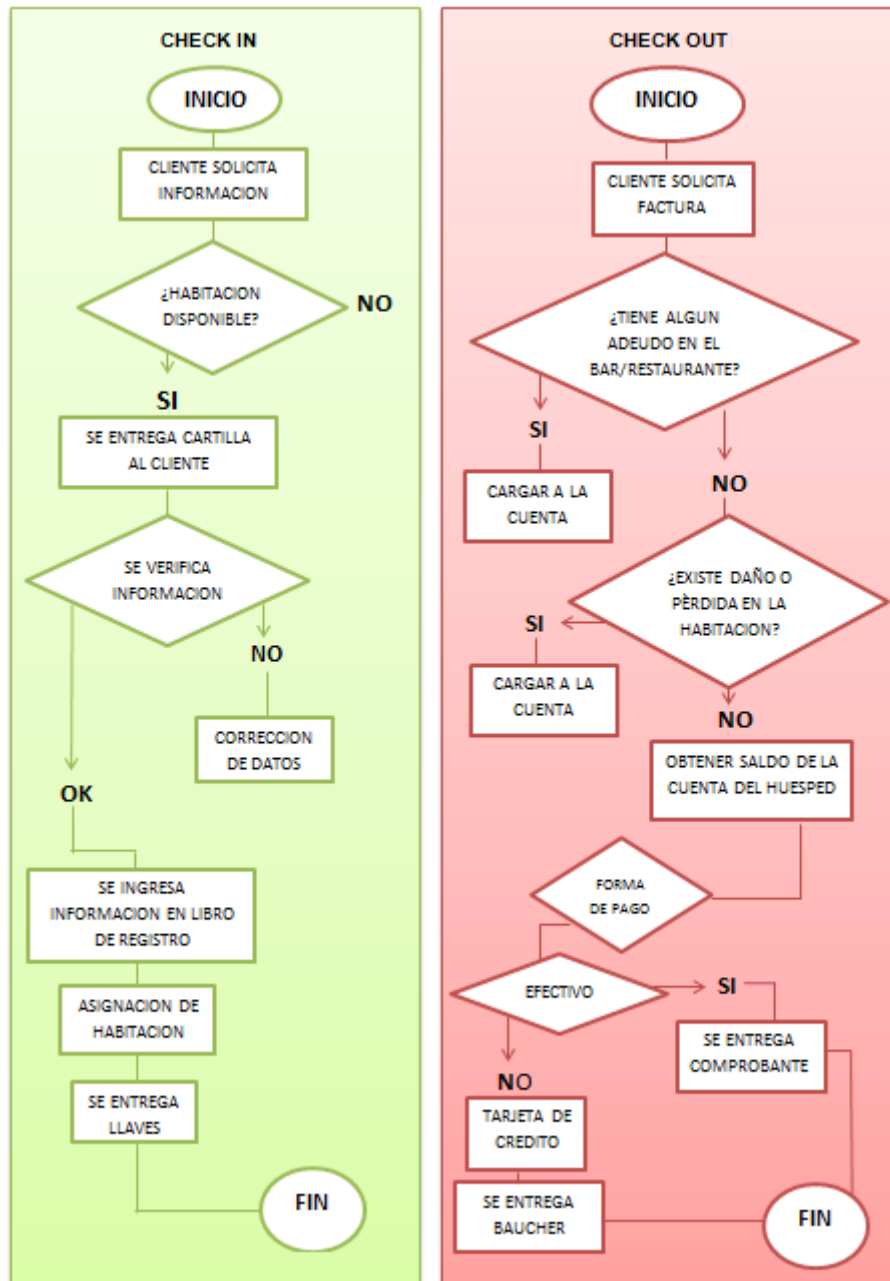 CHECK IN
INICIO
CLIENTE SOLICITA
INFORMACION
¿HABITACION
DISPONIBLE?
NO
SI
SE ENTREGA CARTILLA
AL CLIENTE
SE VERIFICA
INFORMACION
NO
CORRECCION
DE DATOS
OK
SE INGRESA
INFORMACION EN LIBRO
DE REGISTRO
ASIGNACION DE
HABITACION
SE ENTREGA
LLAVES
FIN
CHECK OUT
INICIO
CLIENTE SOLICITA
FACTURA
¿TIENE ALGUN
ADEUDO EN EL
BAR/RESTAURANTE?
SI
CARGAR A LA
CUENTA
NO
¿EXISTE DAÑO O
PÈRDIDA EN LA
HABITACION?
SI
CARGAR A LA
CUENTA
NO
OBTENER SALDO DE LA
CUENTA DEL HUESPED
FORMA
DE PAGO
EFECTIVO
SI
SE ENTREGA
COMPROBANTE
NO
TARJETA DE
CREDITO
SE ENTREGA
BAUCHER
FIN